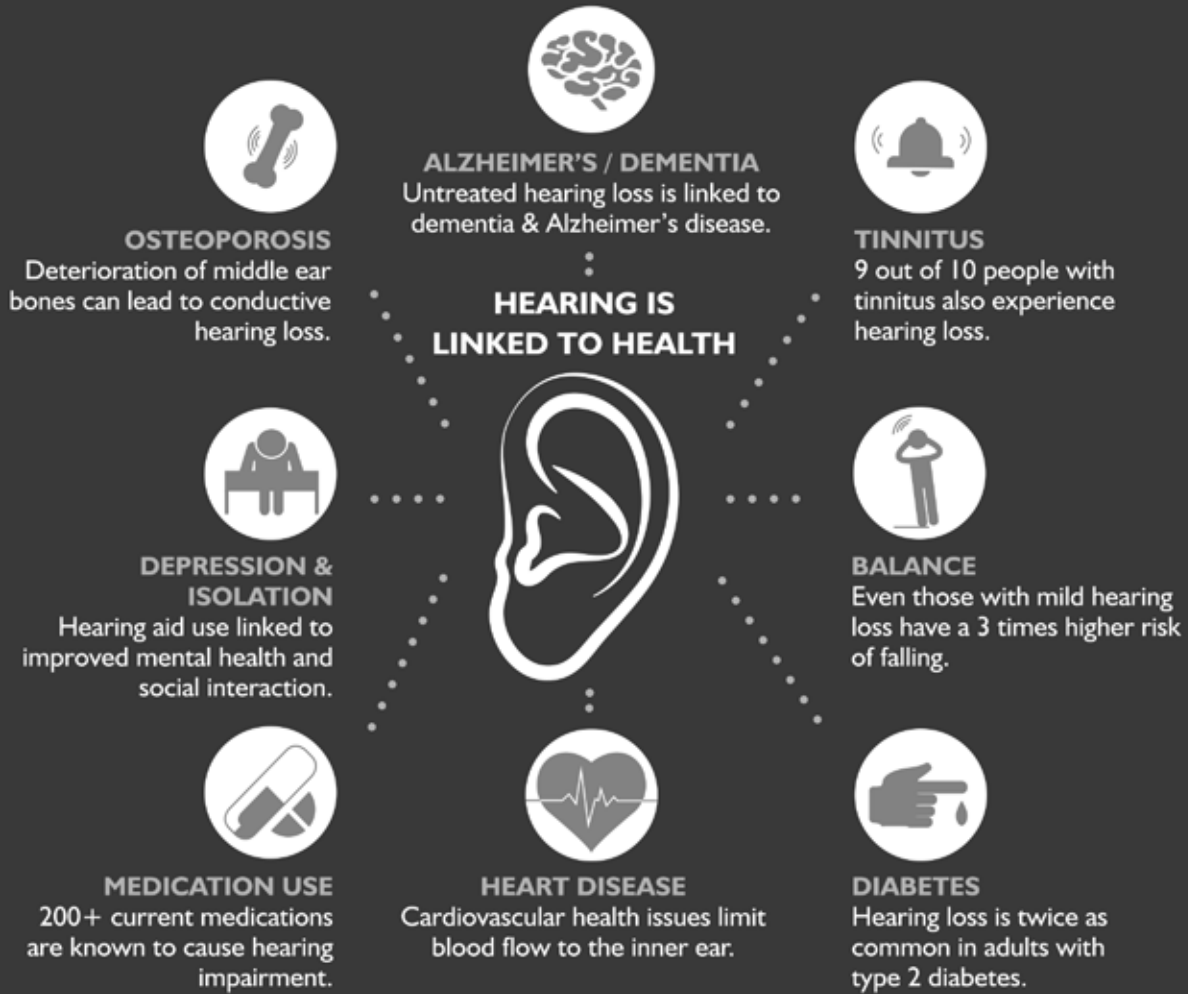 ALZHEIMER'S / DEMENTIA
Untreated hearing loss is linked to
dementia & Alzheimer's disease.
OSTEOPOROSIS
Deterioration of middle ear
bones can lead to conductive
hearing loss.
TINNITUS
9 out of 10 people with
tinnitus also experience
hearing loss.
HEARING IS
LINKED TO HEALTH
DEPRESSION &
ISOLATION
Hearing aid use linked to
improved mental health and
social interaction.
BALANCE
Even those with mild hearing
loss have a 3 times higher risk
of falling.
MEDICATION USE
200+ current medications
are known to cause hearing
impairment.
HEART DISEASE
Cardiovascular health issues limit
blood flow to the inner ear.
DIABETES
Hearing loss is twice as
common in adults with
type 2 diabetes.